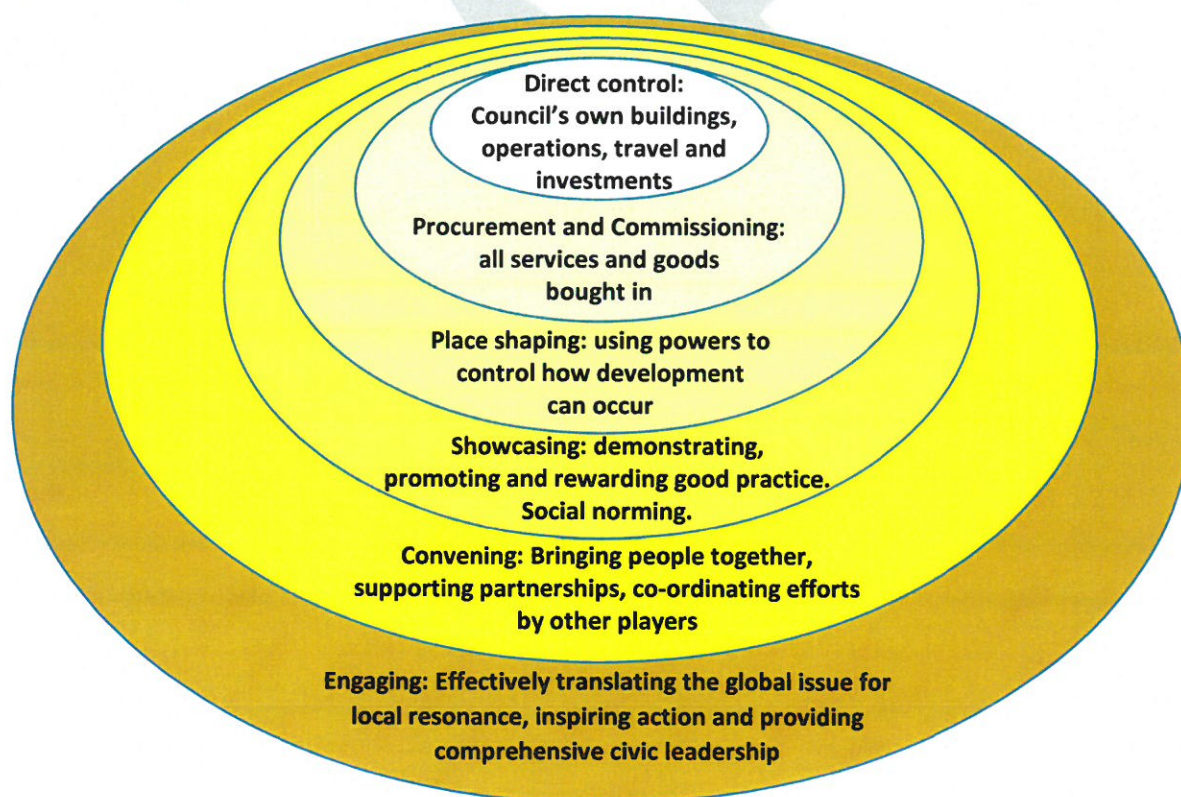 Direct control:
Council's own buildings,
operations, travel and
investments
Procurement and Commissioning:
all services and goods
bought in
Place shaping: using powers to
control how development
can occur
Showcasing: demonstrating,
promoting and rewarding good practice.
Social norming.
Convening: Bringing people together,
supporting partnerships, co-ordinating efforts
by other players
Engaging: Effectively translating the global issue for
local resonance, inspiring action and providing
comprehensive civic leadership